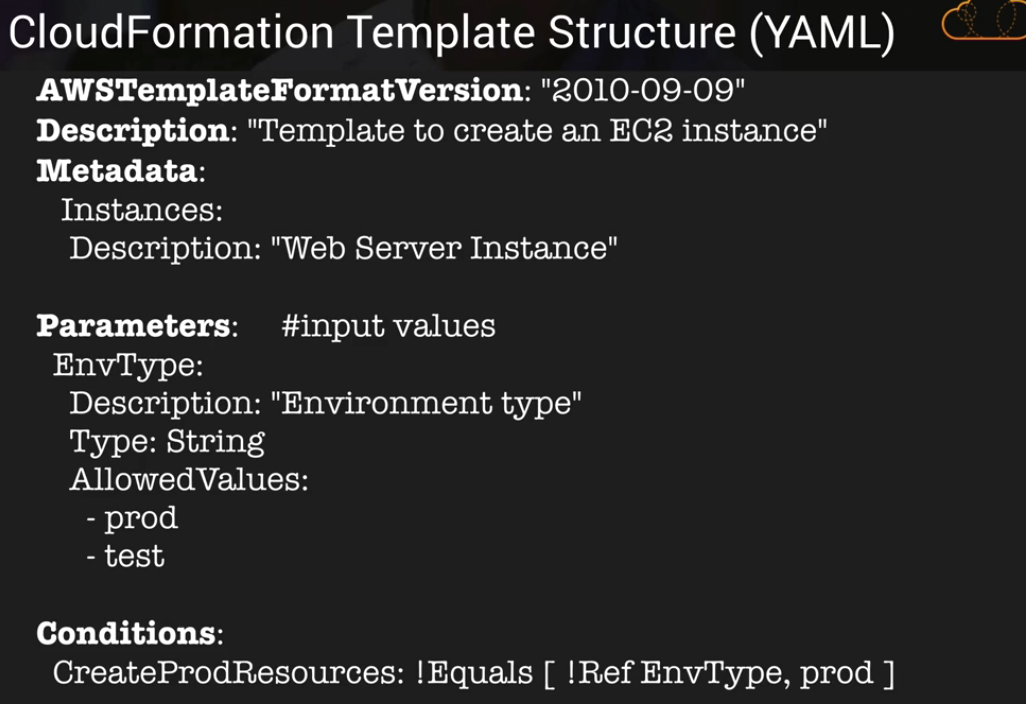 CloudFormation Template Structure (YAML)
AWSTemplateFormatVersion: "2010-09-09"
Description: "Template to create an EC2 instance"
Metadata:
Instances:
Description: "Web Server Instance"
Parameters: #input values
EnvType:
Description: "Environment type"
Type: String
AllowedValues:
- prod
- test
Conditions:
CreateProdResources: !Equals [ !Ref EnvType, prod ]